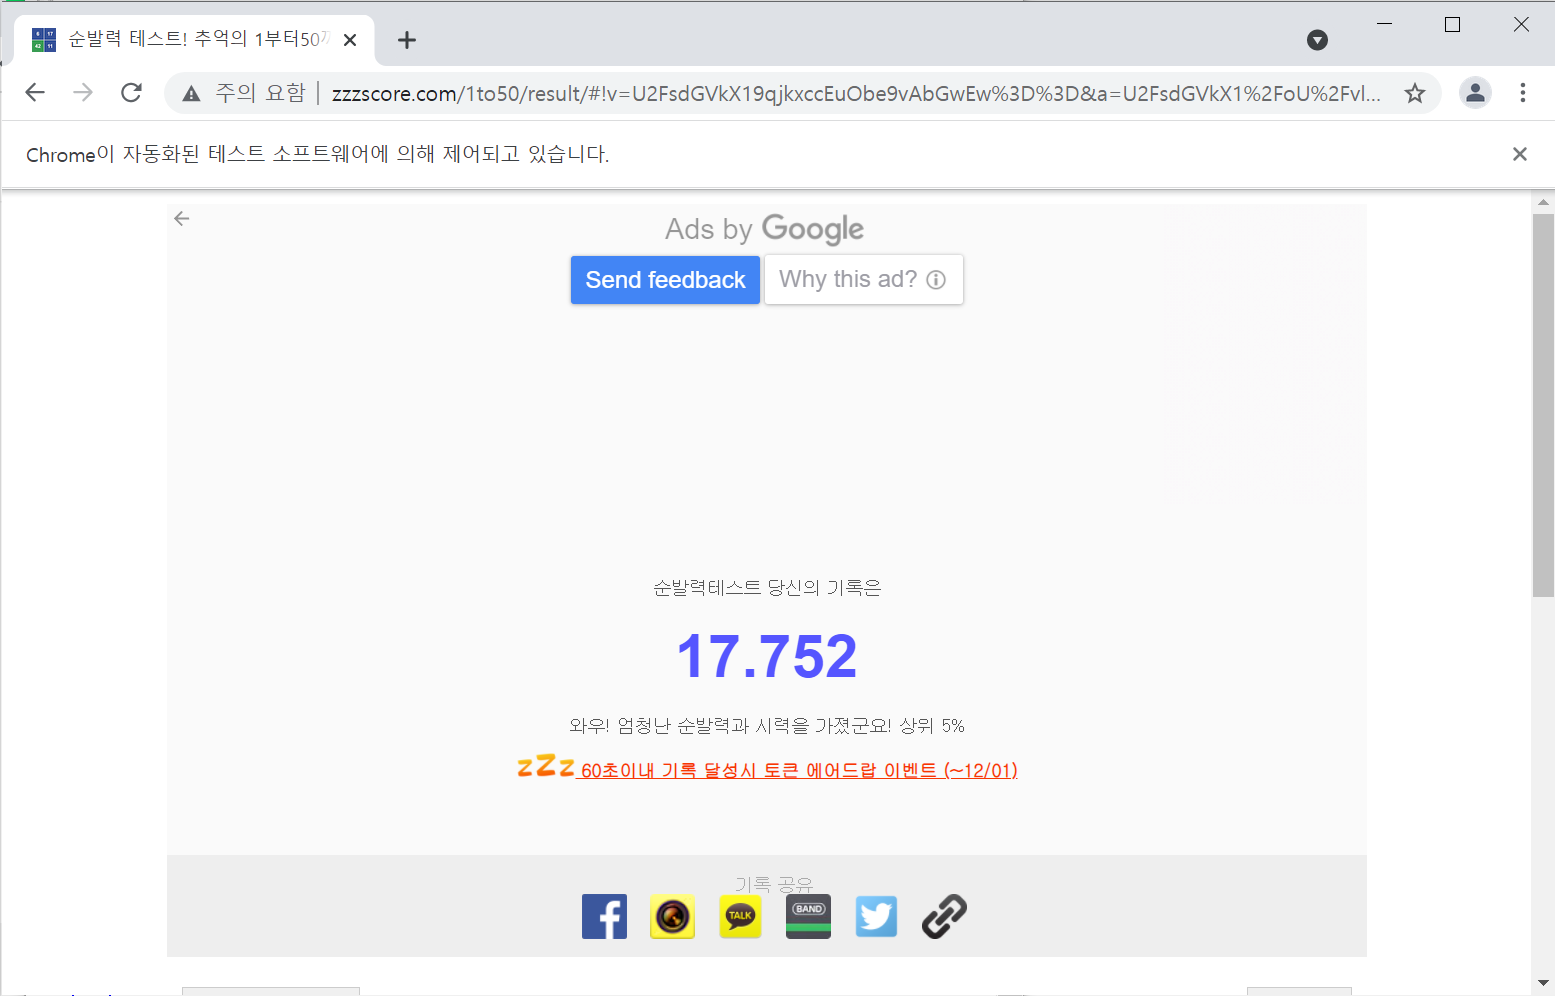 순발력 테스트! 추억의 1부터50
주의 요함 | zzzscore.com/1to50/result/#!v=U2FsdGVkX19qjkxccEuObe9vAbGwEw%3D%3D&a=U2FsdGVkX1%2FoU%2Fvl...
Chrome이 자동화된 테스트 소프트웨어에 의해 제어되고 있습니다.
Ads by Google
Send feedback
Why this ad?
순발력테스트 당신의 기록은
17.752
와우! 엄청난 순발력과 시력을 가졌군요! 상위 5%
zZz 60초이내 기록 달성시 토큰 에어드랍 이벤트 (~12/01)
기록 공유
TALK
BAND